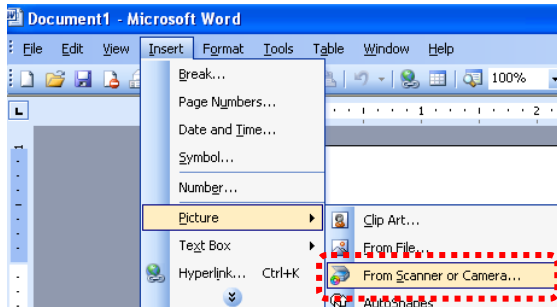 Document1 - Microsoft Word
File Edit View Insert Format Tools Table Window Help
100%
Break...
Page Numbers...
1 2
Date and Time...
Symbol...
Number...
Picture
Clip Art...
Text Box
From File...
Hyperlink... Ctrl+K
From Scanner or Camera...
AutoShapes